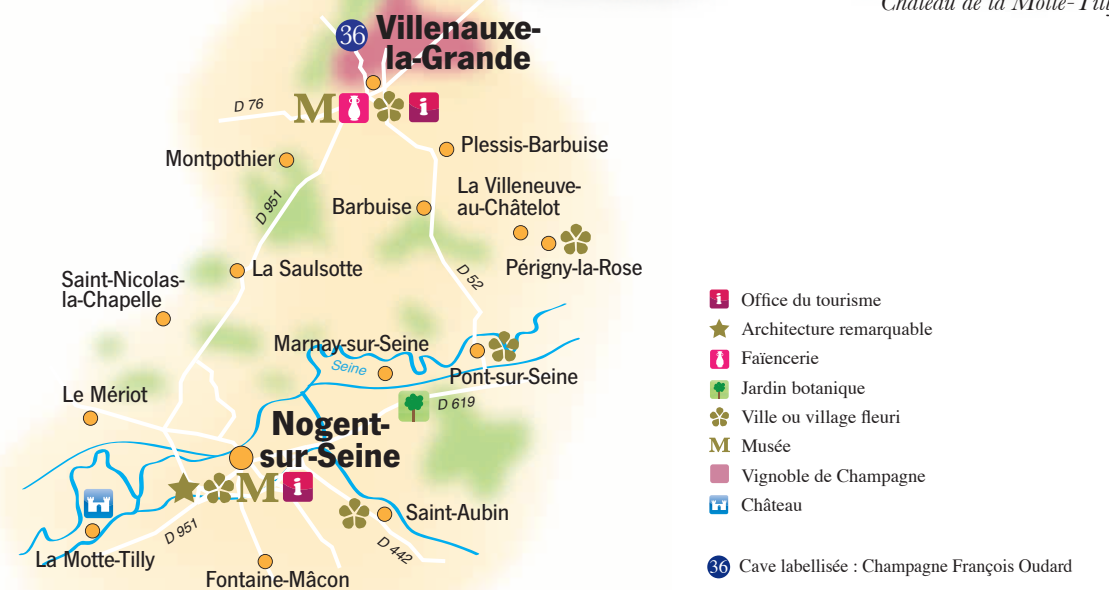 Château de la Motte-Tilly
36
Villenauxe-
la-Grande
D 76
M
i
Montpothier
Plessis-Barbuise
D 951
La Villeneuve-
au-Châtelot
Barbuise
Périgny-la-Rose
La Saulsotte
D 52
Saint-Nicolas-
la-Chapelle
Marnay-sur-Seine
Seine
Pont-sur-Seine
Le Mériot
D 619
Nogent-
sur-Seine
M
i
Saint-Aubin
D 951
D 442
La Motte-Tilly
Fontaine-Mâcon
i Office du tourisme
Architecture remarquable
Faïencerie
Jardin botanique
Ville ou village fleuri
M Musée
Vignoble de Champagne
Château
36 Cave labellisée : Champagne François Oudard